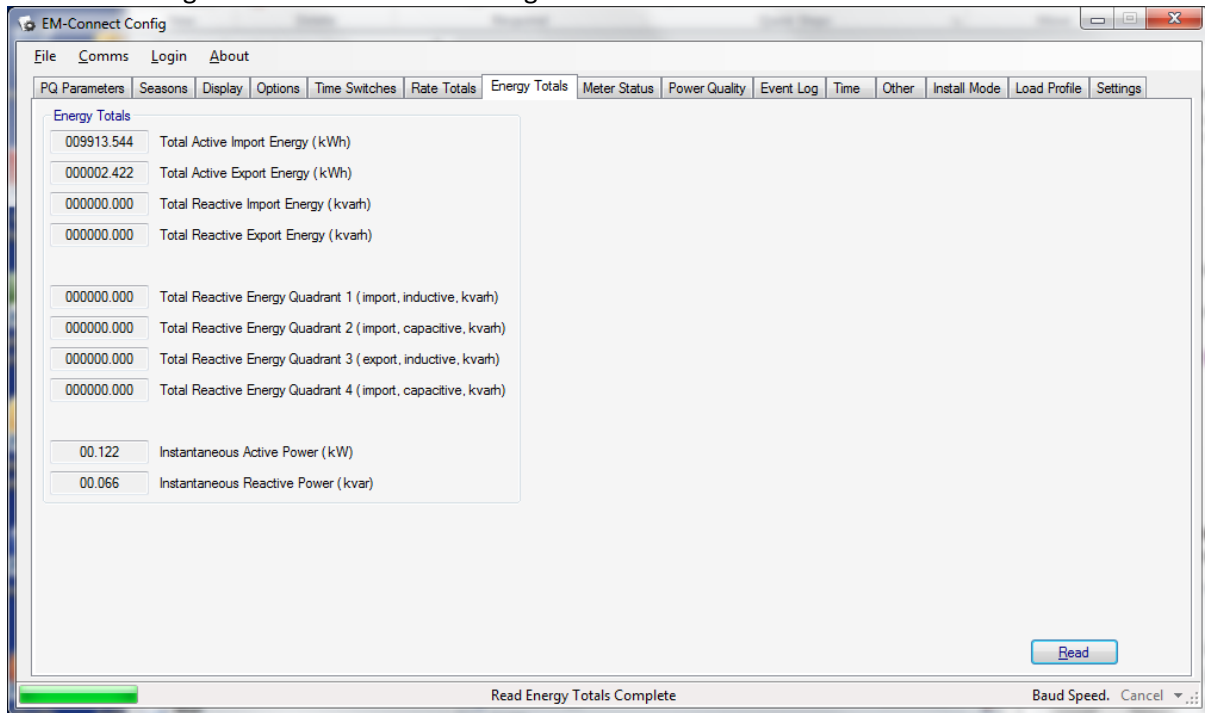 EM-Connect Config
File Comms Login About
PQ Parameters Seasons Display Options Time Switches Rate Totals Energy Totals Meter Status Power Quality Event Log Time Other Install Mode Load Profile Settings
Energy Totals
009913.544 Total Active Import Energy (kWh)
000002.422 Total Active Export Energy (kWh)
000000.000 Total Reactive Import Energy (kvarh)
000000.000 Total Reactive Export Energy (kvarh)
000000.000 Total Reactive Energy Quadrant 1 (import, inductive, kvarh)
000000.000 Total Reactive Energy Quadrant 2 (import, capacitive, kvarh)
000000.000 Total Reactive Energy Quadrant 3 (export, inductive, kvarh)
000000.000 Total Reactive Energy Quadrant 4 (import, capacitive, kvarh)
00.122 Instantaneous Active Power (kW)
00.066 Instantaneous Reactive Power (kvar)
Read
Read Energy Totals Complete Baud Speed. Cancel